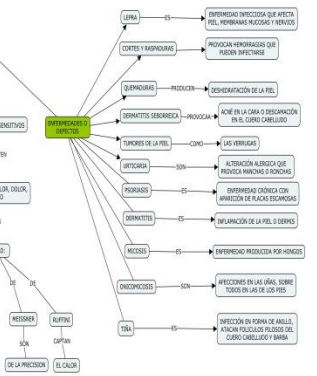 LEPRA
ES
ENFERMEDAD INFECCIOSA QUE AFECTA
PIEL, MEMBRANAS MUCOSAS Y NERVIOS
CORTES Y RASPADURAS
PROVOCAN HEMORRAGIAS QUE
PUEDEN INFECTARSE
QUEMADURAS
PRODUCEN
DESHIDRATACIÓN DE LA PIEL
ENFERMEDADES O
DEFECTOS
DERMATITIS SEBORREICA
PROVOCAN
ACNÉ EN LA CARA O DESCAMACIÓN
EN EL CUERO CABELLUDO
TUMORES DE LA PIEL
COMO
LAS VERRUGAS
URTICARIA
SON
ALTERACIÓN ALERGICA QUE
PROVOCA MANCHAS O RONCHAS
PSORIASIS
ES
ENFERMEDAD CRÓNICA CON
APARICIÓN DE PLACAS ESCAMOSAS
DERMATITIS
ES
INFLAMACIÓN DE LA PIEL O DERMIS
MICOSIS
ES
ENFERMEDAD PRODUCIDA POR HONGOS
ONICOMICOSIS
SON
AFECCIONES EN LAS UÑAS, SOBRE
TODOS EN LAS DE LOS PIES
TIÑA
ES
INFECCIÓN EN FORMA DE ANILLO,
ATACAN FOLICULOS PILOSOS DEL
CUERO CABELLUDO Y BARBA
SENSITIVOS
TEN
LOR, DOLOR,
O
O:
DE
DE
MEISSNER
RUFFINI
SON
CAPTAN
DE LA PRECISION
EL CALOR